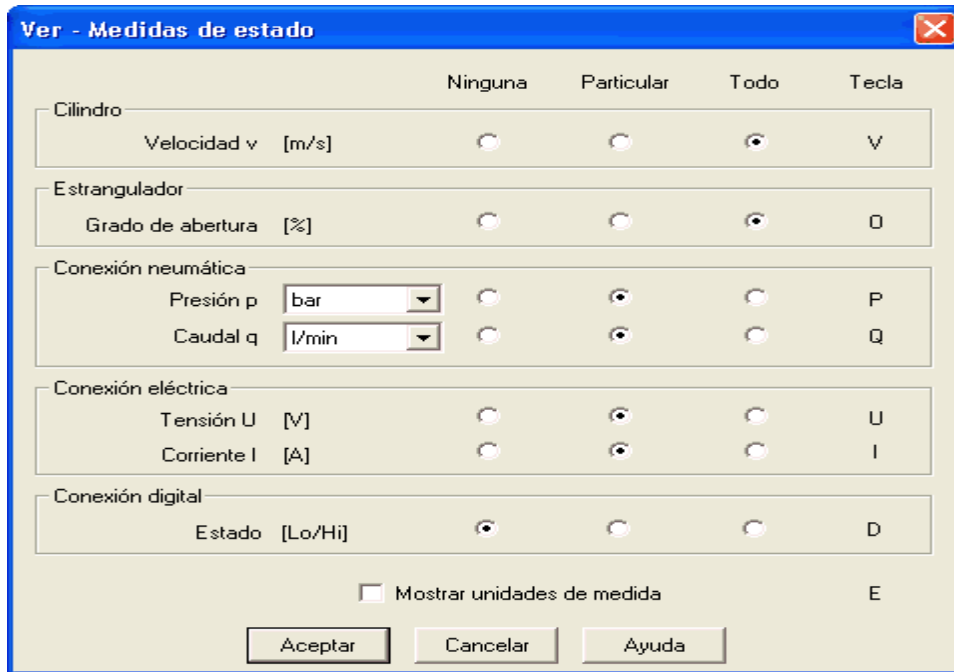 Ver - Medidas de estado
Ninguna Particular Todo Tecla
Cilindro
Velocidad v [m/s] V
Estrangulador
Grado de abertura [%] O
Conexión neumática
Presión p bar P
Caudal q l/min Q
Conexión eléctrica
Tensión U [V] U
Corriente I [A] I
Conexión digital
Estado [Lo/Hi] D
Mostrar unidades de medida E
Aceptar Cancelar Ayuda